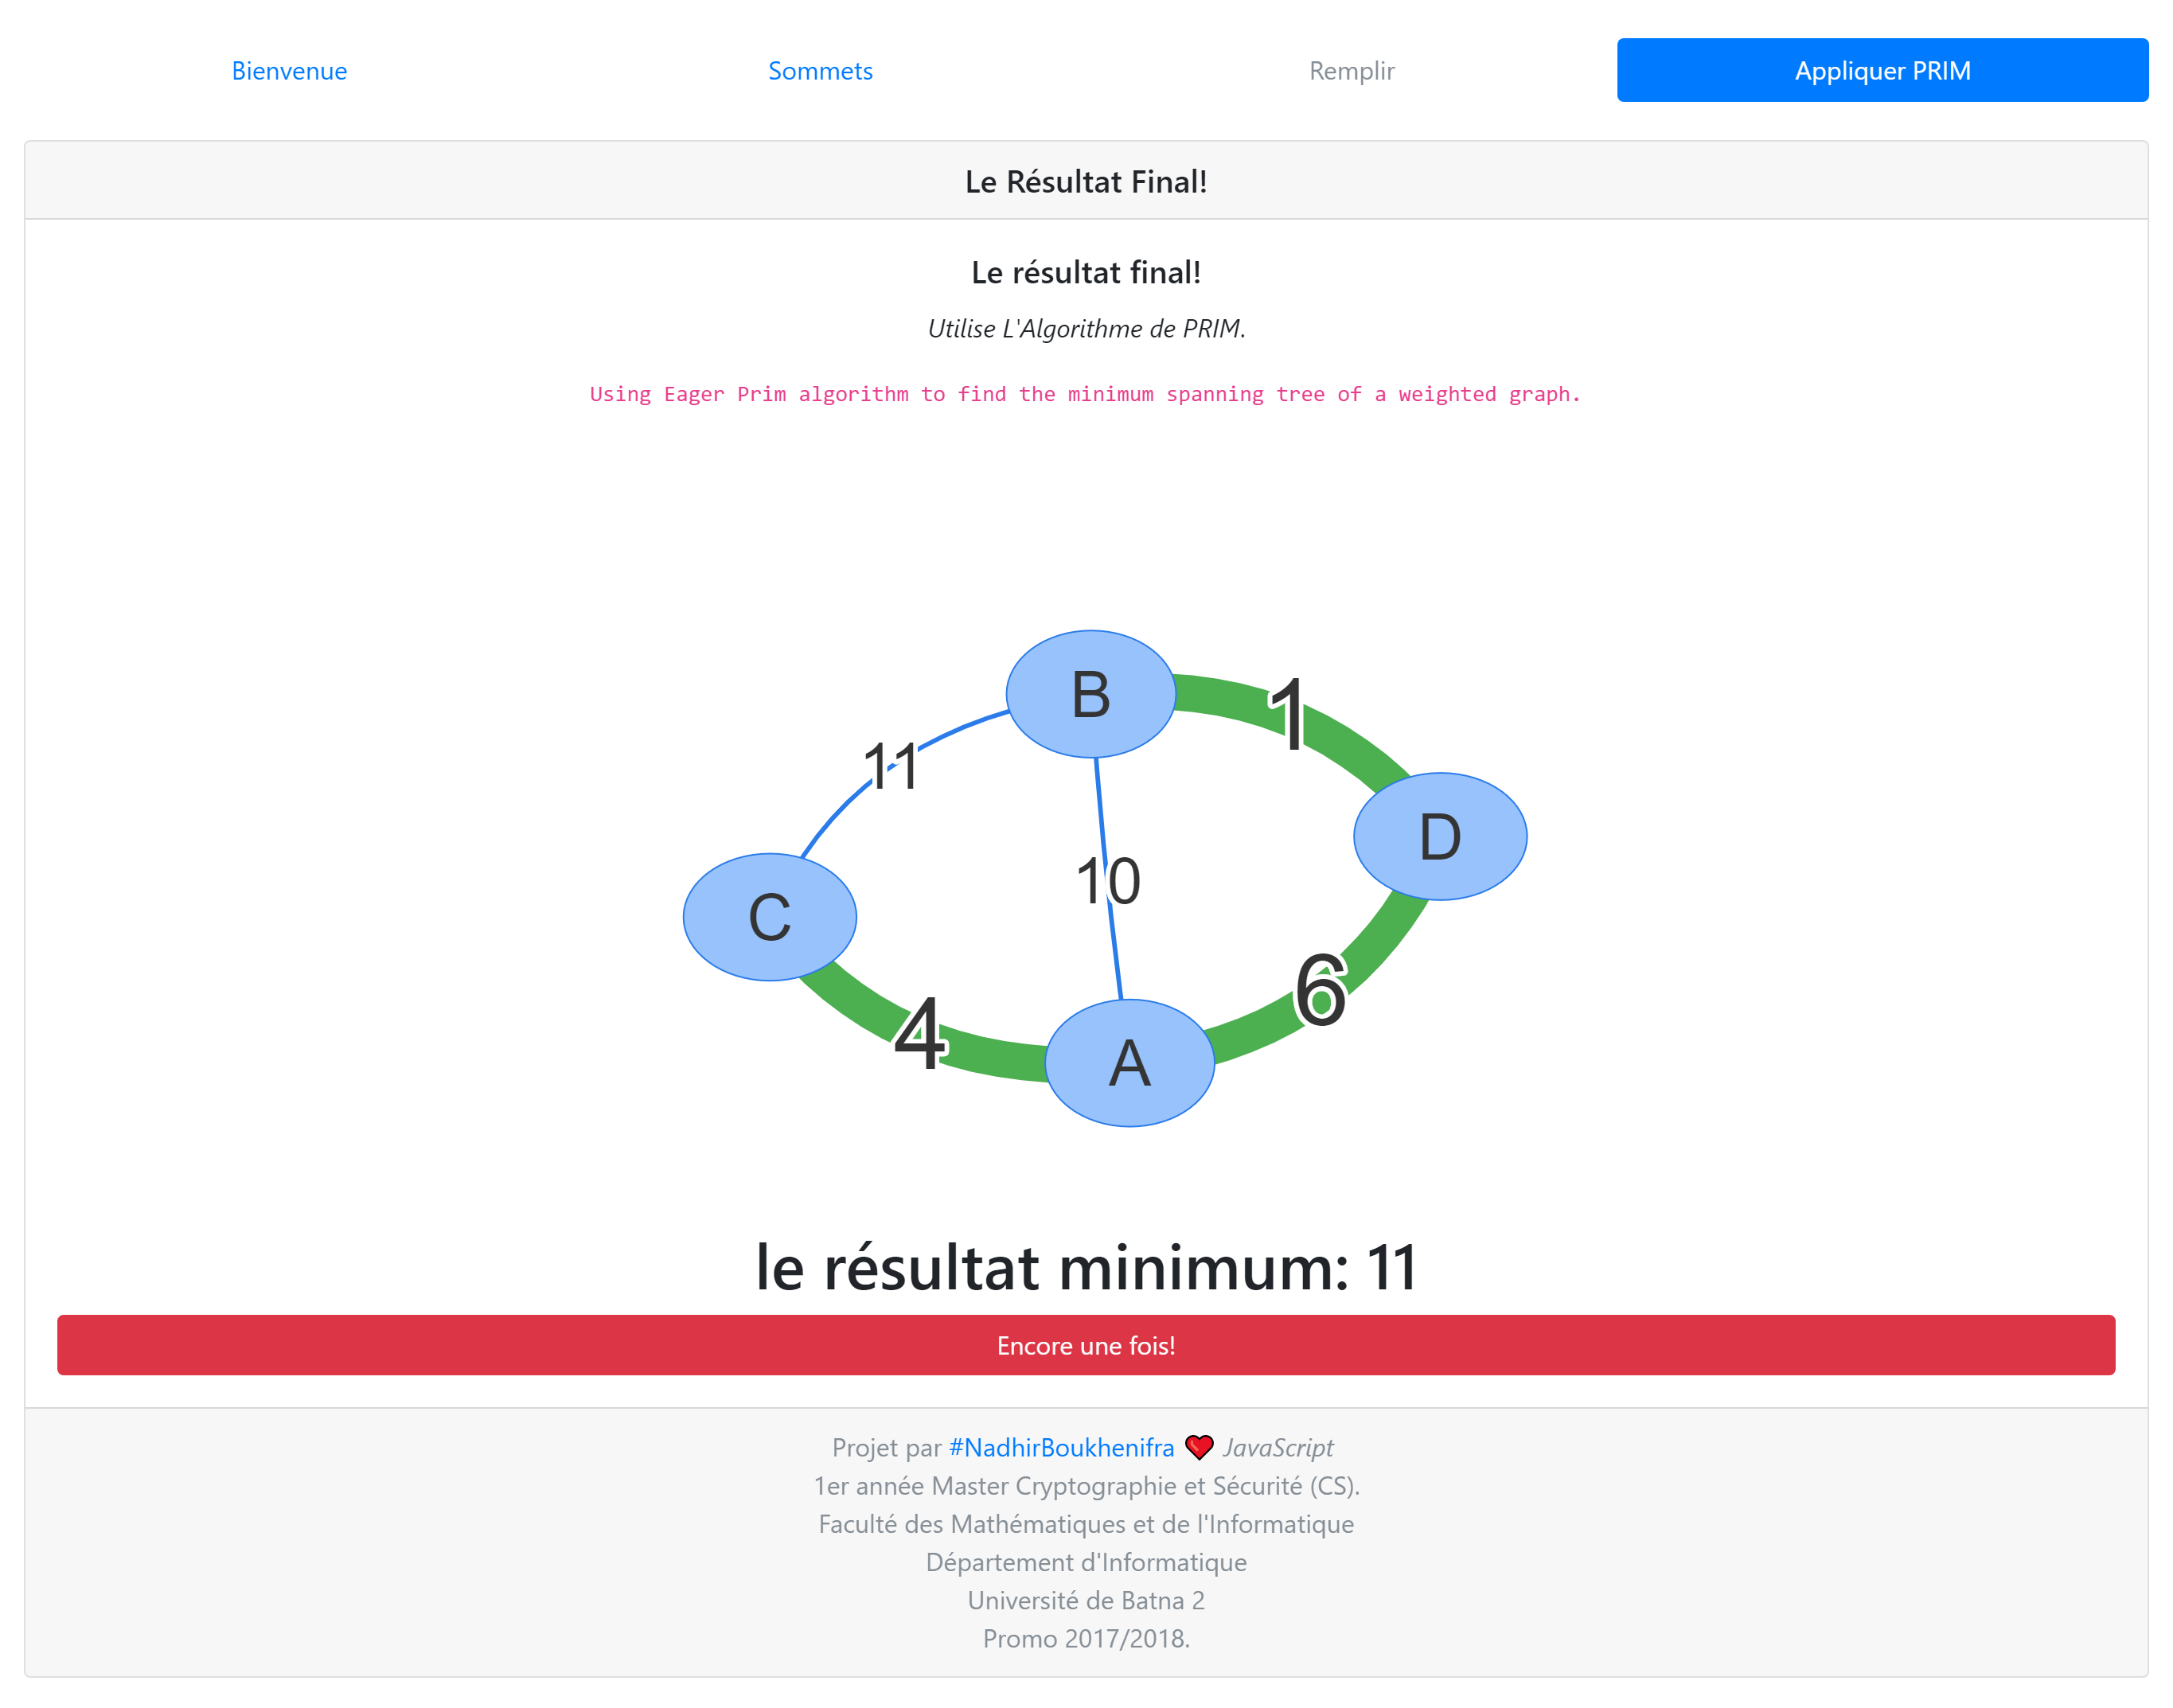 Bienvenue Sommets Remplir Appliquer PRIM
Le Résultat Final!
Le résultat final!
Utilise L'Algorithme de PRIM.
Using Eager Prim algorithm to find the minimum spanning tree of a weighted graph.
B
1
11
D
10
C
6
4
A
le résultat minimum: 11
Encore une fois!
Projet par #NadhirBoukhenifra ❤️ JavaScript
1er année Master Cryptographie et Sécurité (CS).
Faculté des Mathématiques et de l'Informatique
Département d'Informatique
Université de Batna 2
Promo 2017/2018.